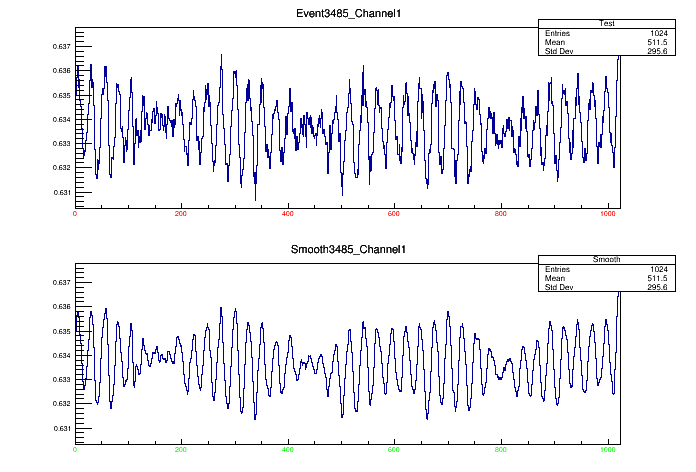 Event3485_Channel1
Test
Entries 1024
Mean 511.5
Std Dev 295.6
0.637
0.636
0.635
0.634
0.633
0.632
0.631
0 200 400 600 800 1000
Smooth3485_Channel1
Smooth
Entries 1024
Mean 511.5
Std Dev 295.6
0.637
0.636
0.635
0.634
0.633
0.632
0.631
0 200 400 600 800 1000